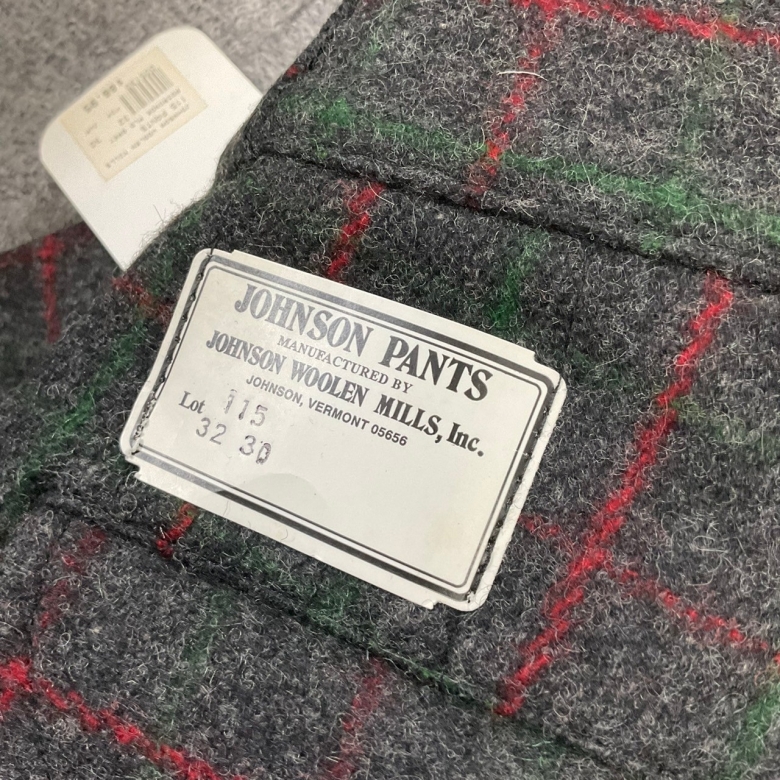 JOHNSON PANTS
MANUFACTURED BY
JOHNSON WOOLEN MILLS, Inc.
JOHNSON, VERMONT 05656
Lot 115
32 30